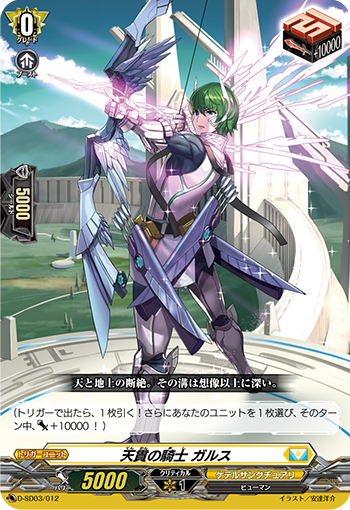 0
グレード
ブースト
+10000
シールド
5000
天と地上の断絶。その溝は想像以上に深い。
(トリガーで出たら、1枚引く！さらにあなたのユニットを1枚選び、そのター
ン中、+10000！)
トリガーユニット
天貫の騎士 ガルス
パワー
5000
クリティカル
1
ケテルサンクチュアリ
ヒューマン
D-SD03/012
イラスト／安達洋介